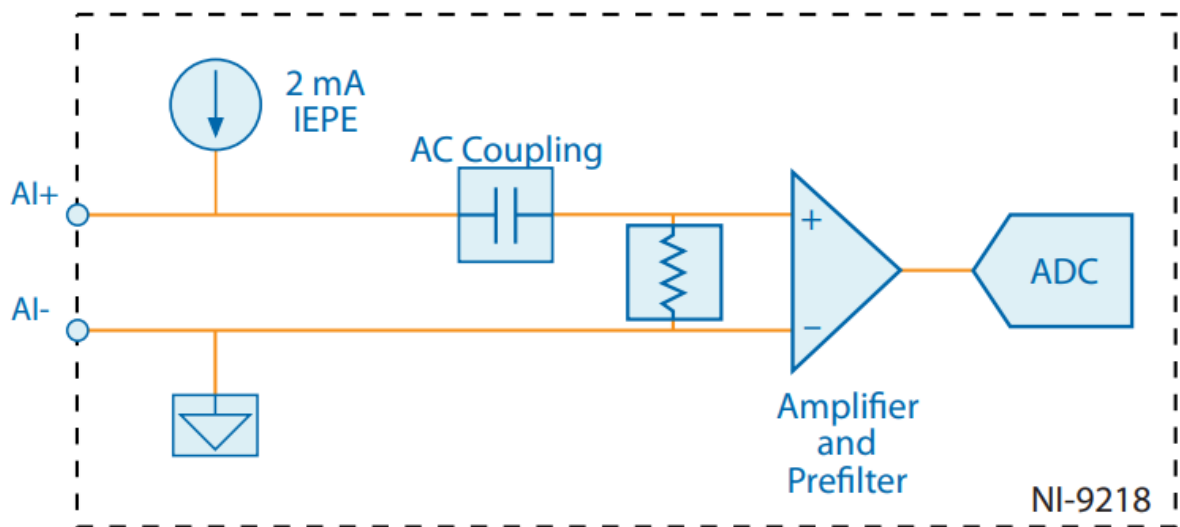 2 mA
IEPE
AC Coupling
AI+
+
ADC
AI-
−
Amplifier
and
Prefilter
NI-9218